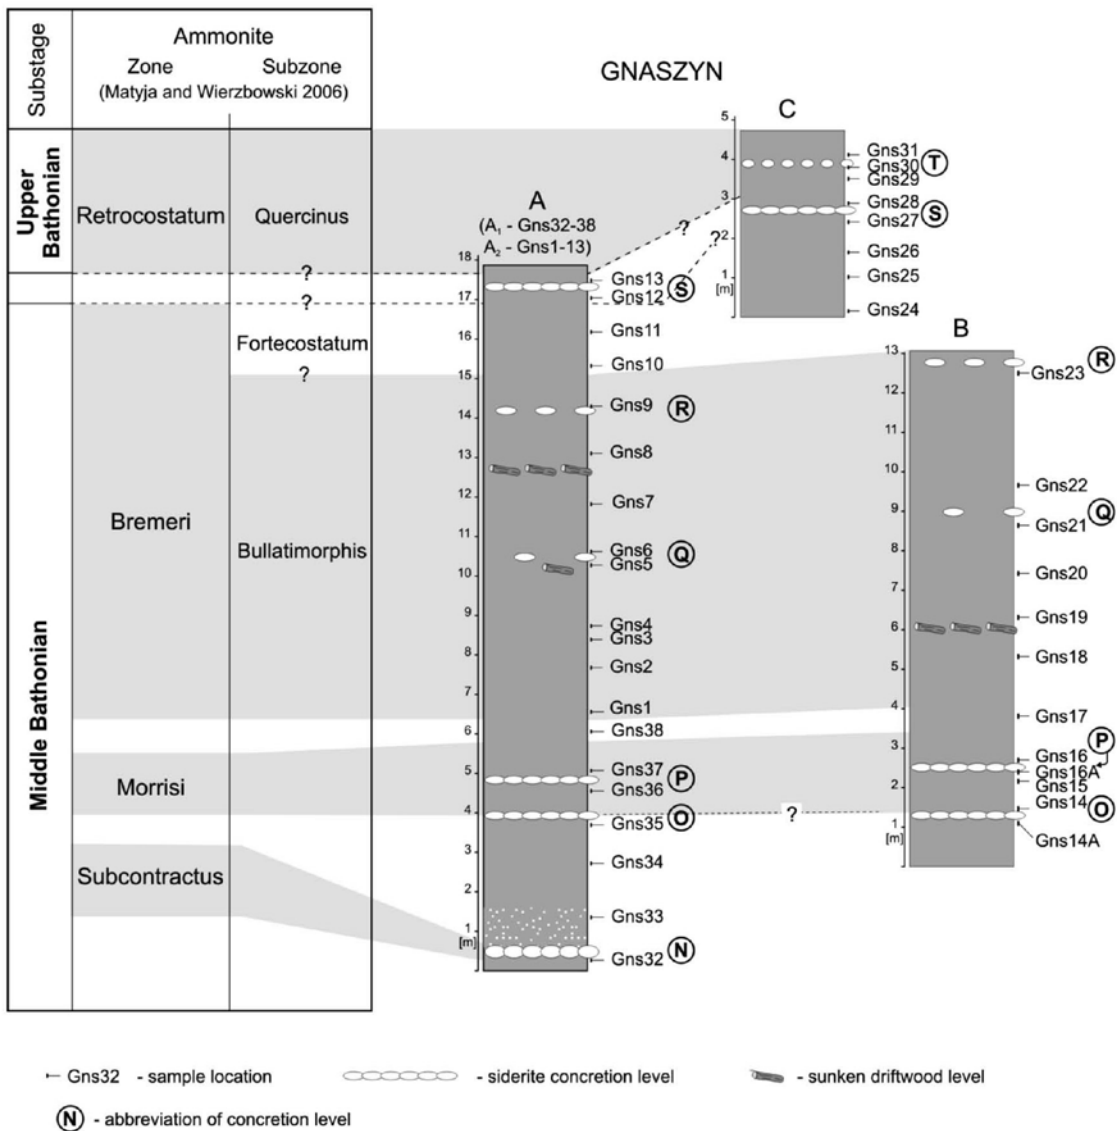 Substage
Ammonite
Zone
Subzone
(Matyja and Wierzbowski 2006)
Upper
Bathonian
Retrocostatum
Quercinus
?
?
Fortecostatum
?
Middle Bathonian
Bremeri
Bullatimorphis
Morrisi
Subcontractus
GNASZYN
A
(A₁ - Gns32-38
A₂ - Gns1-13)
18
17
16
15
14
13
12
11
10
9
8
7
6
5
4
3
2
1
[m]
Gns13
S
Gns12
Gns11
Gns10
Gns9
R
Gns8
Gns7
Gns6
Q
Gns5
Gns4
Gns3
Gns2
Gns1
Gns38
Gns37
P
Gns36
O
Gns35
Gns34
Gns33
N
Gns32
?
?
?
C
5
4
3
2
1
[m]
Gns31
Gns30
T
Gns29
Gns28
S
Gns27
Gns26
Gns25
Gns24
B
13
12
11
10
9
8
7
6
5
4
3
2
1
[m]
R
Gns23
Gns22
Q
Gns21
Gns20
Gns19
Gns18
Gns17
P
Gns16
Gns16A
Gns15
Gns14
O
Gns14A
Gns32 - sample location
- siderite concretion level
- sunken driftwood level
N - abbreviation of concretion level